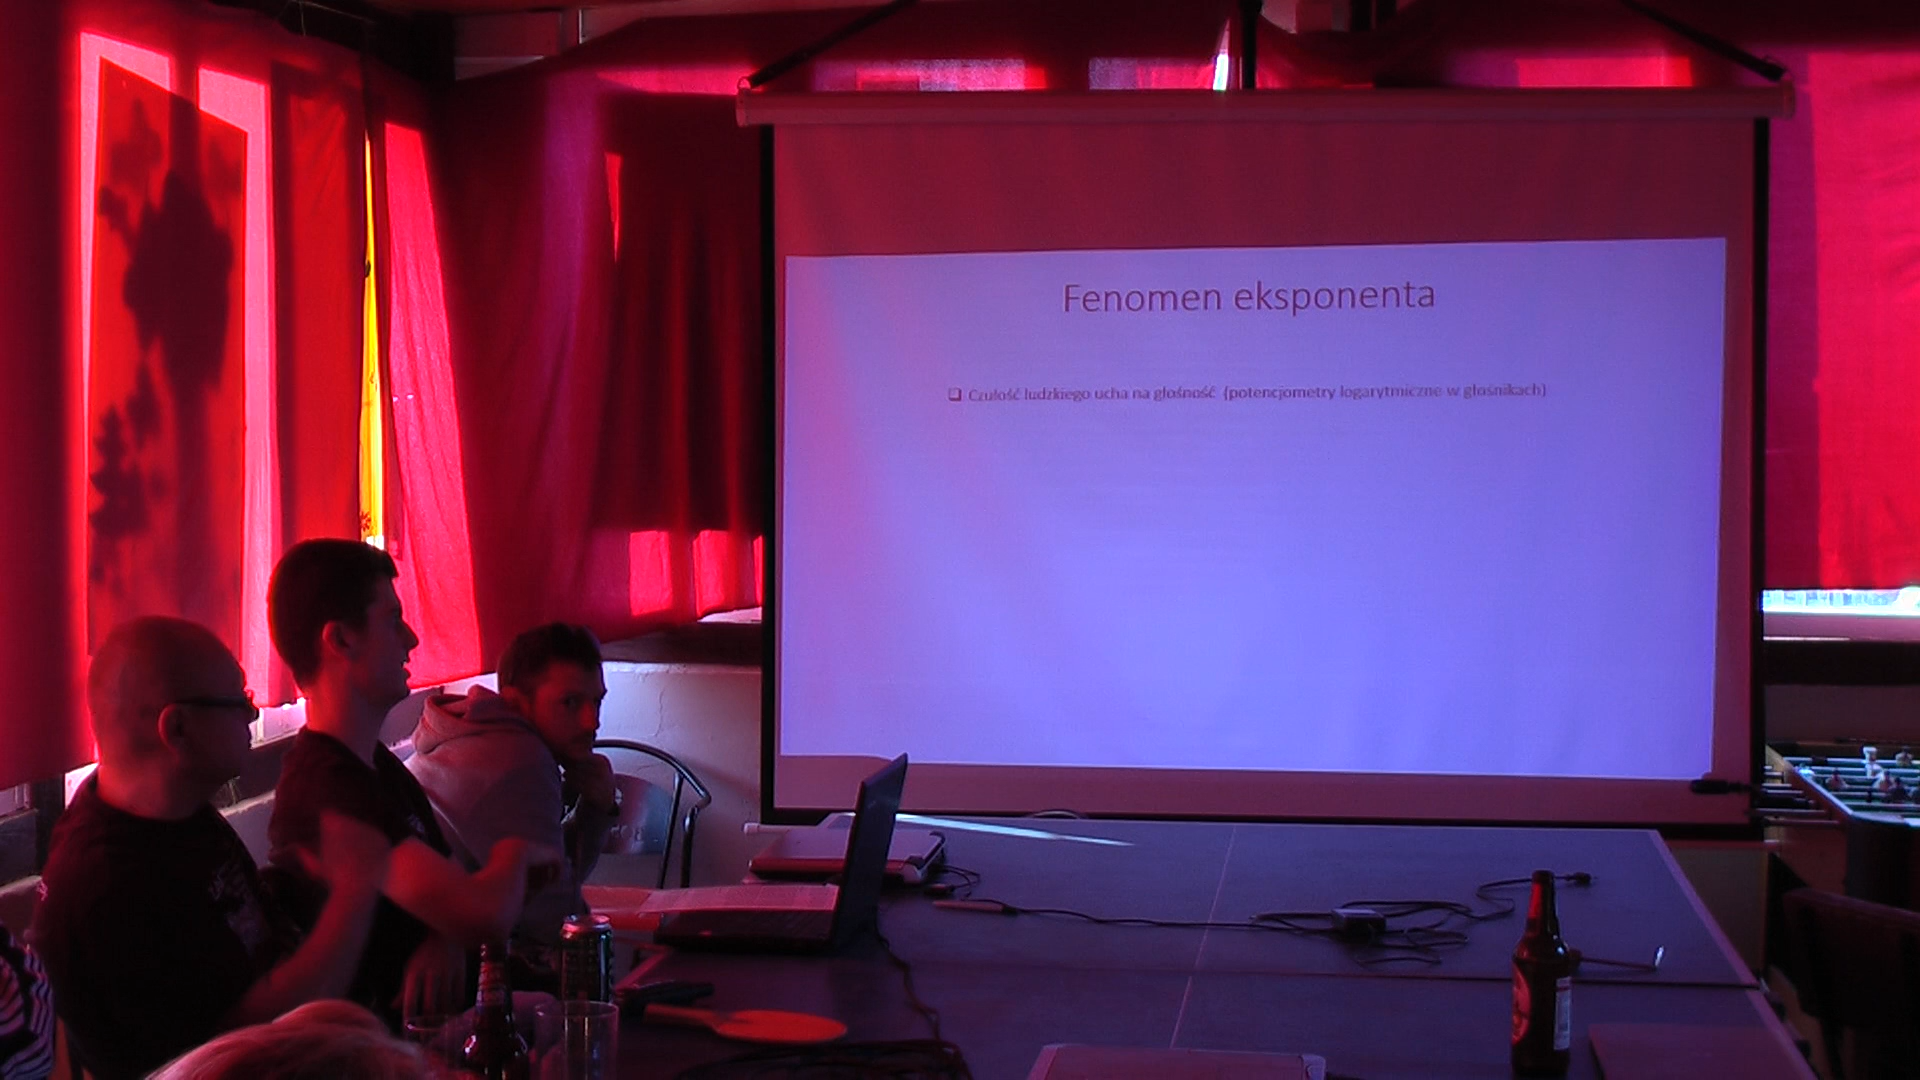 Fenomen eksponenta
❑ Czułość ludzkiego ucha na głośność (potencjometry logarytmiczne w głośnikach)